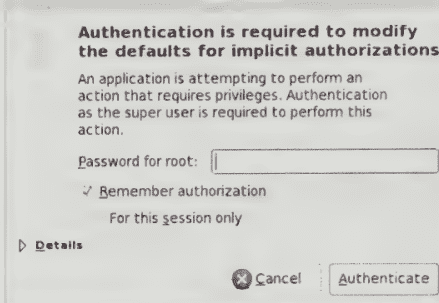 Authentication is required to modify
the defaults for implicit authorizations
An application is attempting to perform an
action that requires privileges. Authentication
as the super user is required to perform this
action.
Password for root:
Remember authorization
For this session only
Details
Cancel
Authenticate